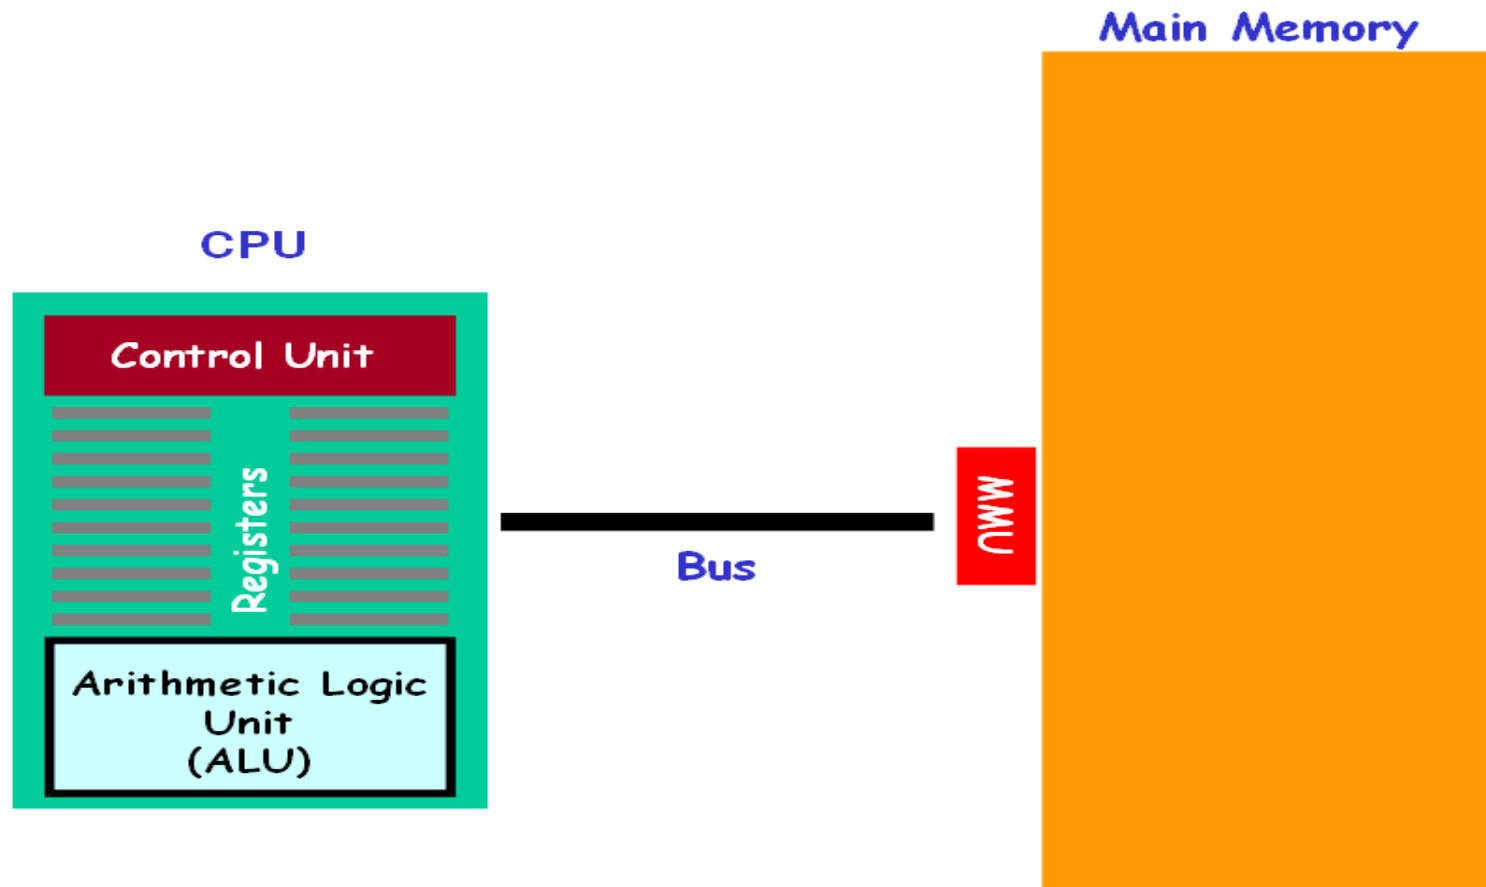 Main Memory
CPU
Control Unit
Registers
MMU
Bus
Arithmetic Logic
Unit
(ALU)